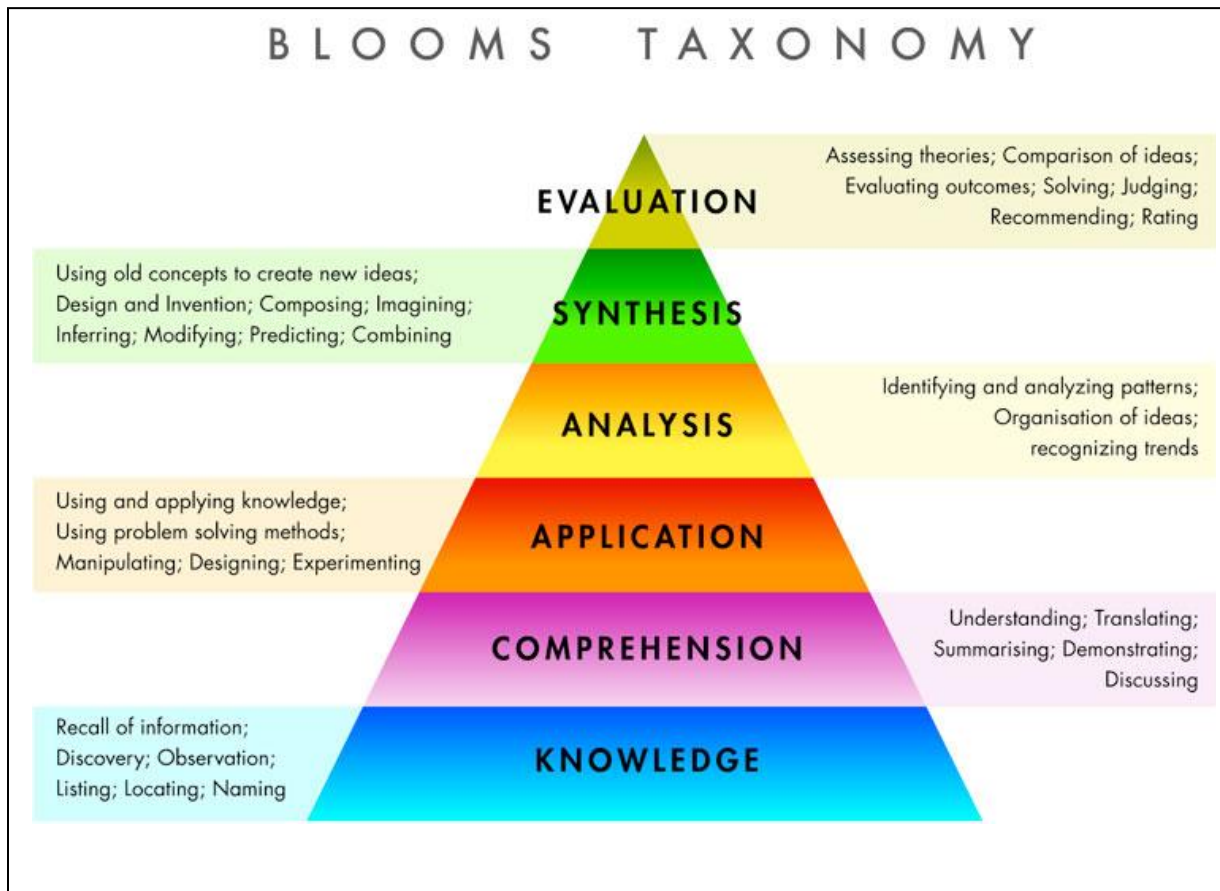 BLOOMS TAXONOMY
EVALUATION
Assessing theories; Comparison of ideas;
Evaluating outcomes; Solving; Judging;
Recommending; Rating
Using old concepts to create new ideas;
Design and Invention; Composing; Imagining;
Inferring; Modifying; Predicting; Combining
SYNTHESIS
ANALYSIS
Identifying and analyzing patterns;
Organisation of ideas;
recognizing trends
Using and applying knowledge;
Using problem solving methods;
Manipulating; Designing; Experimenting
APPLICATION
COMPREHENSION
Understanding; Translating;
Summarising; Demonstrating;
Discussing
Recall of information;
Discovery; Observation;
Listing; Locating; Naming
KNOWLEDGE